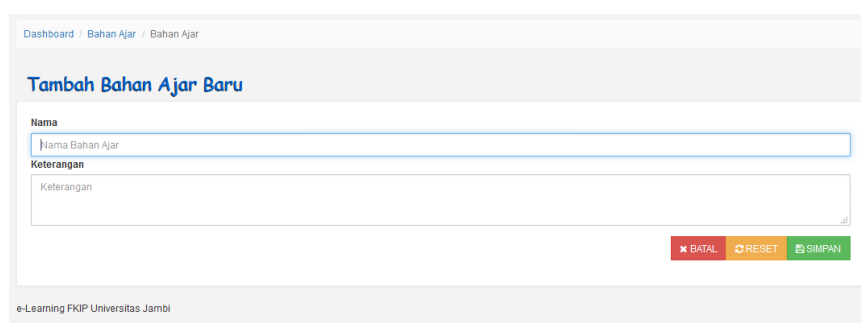 Dashboard / Bahan Ajar / Bahan Ajar
Tambah Bahan Ajar Baru
Nama
Nama Bahan Ajar
Keterangan
Keterangan
BATAL RESET SIMPAN
e-Learning FKIP Universitas Jambi